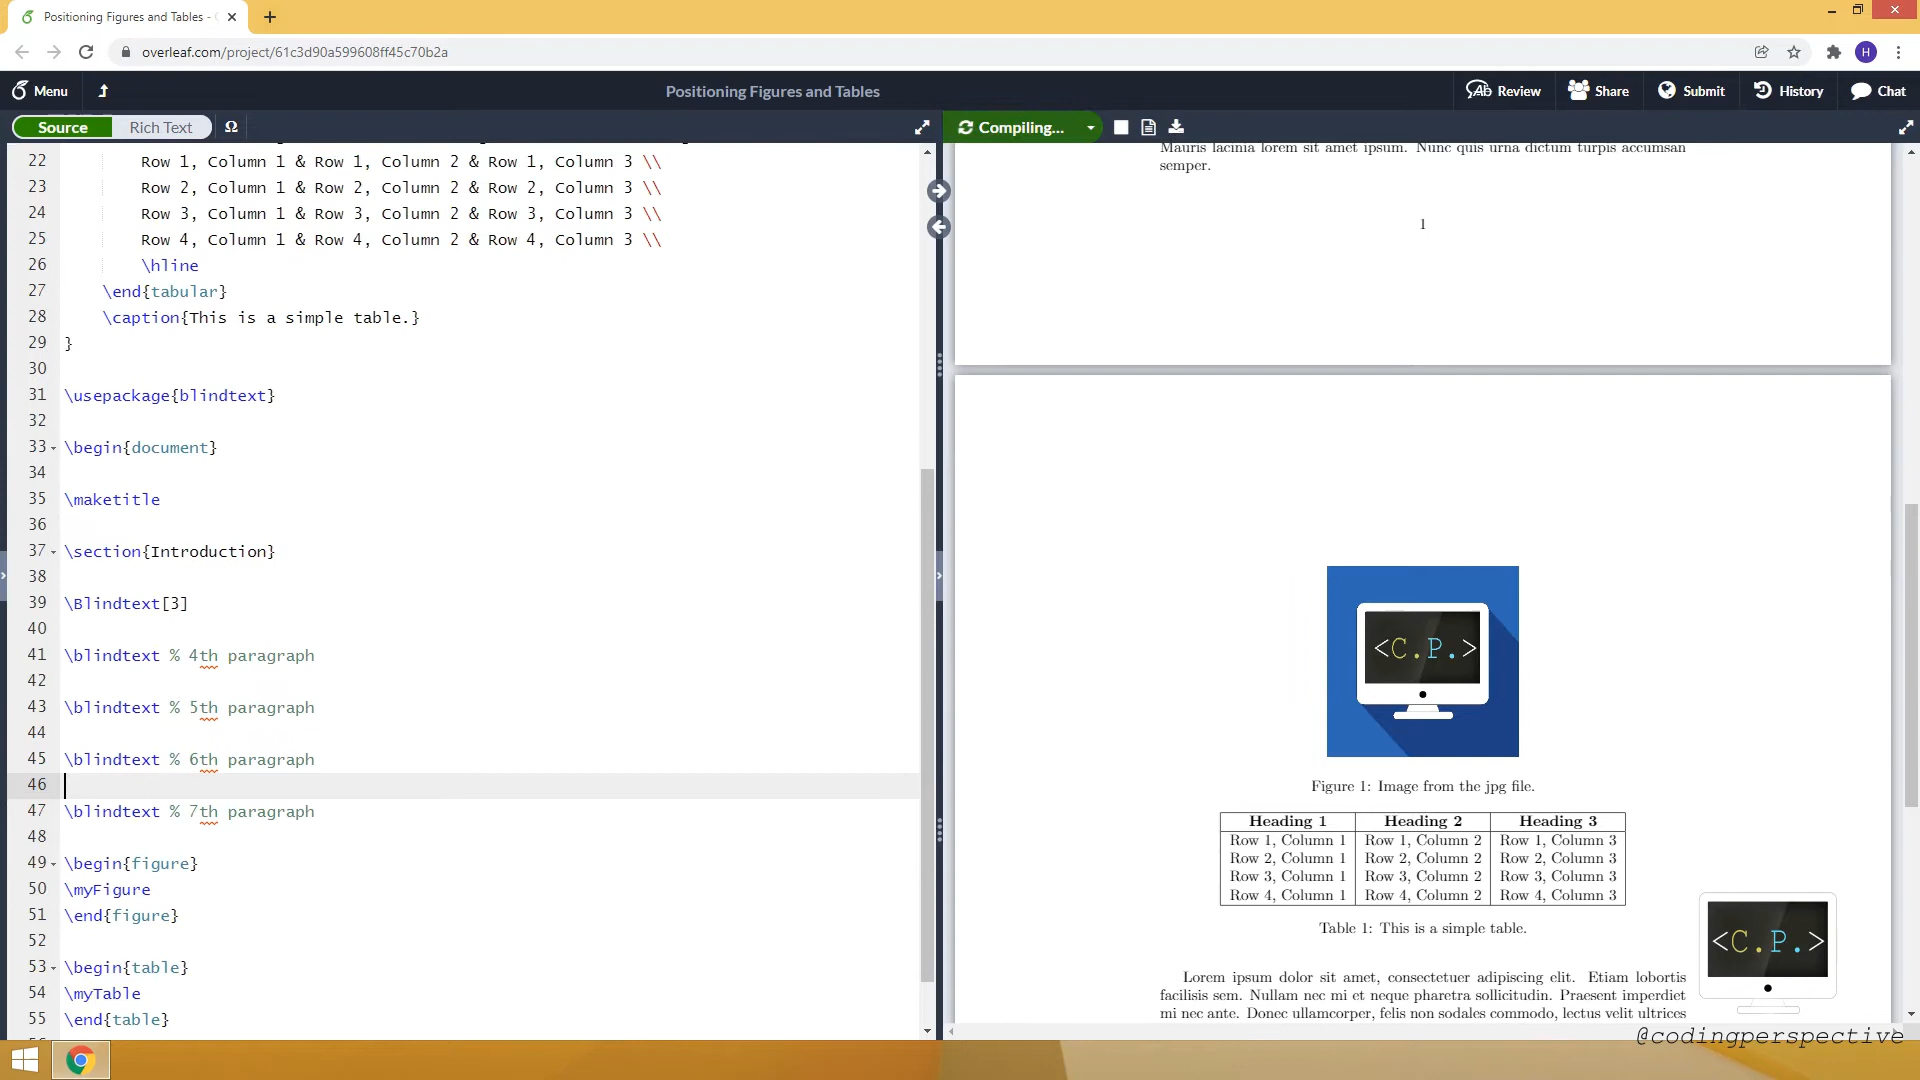 Positioning Figures and Tables -
overleaf.com/project/61c3d90a599608ff45c70b2a
H
Menu
Positioning Figures and Tables
Review
Share
Submit
History
Chat
Source
Rich Text
Ω
Compiling...
22 Row 1, Column 1 & Row 1, Column 2 & Row 1, Column 3 \\
23 Row 2, Column 1 & Row 2, Column 2 & Row 2, Column 3 \\
24 Row 3, Column 1 & Row 3, Column 2 & Row 3, Column 3 \\
25 Row 4, Column 1 & Row 4, Column 2 & Row 4, Column 3 \\
26 \hline
27 \end{tabular}
28 \caption{This is a simple table.}
29 }
30
31 \usepackage{blindtext}
32
33 \begin{document}
34
35 \maketitle
36
37 \section{Introduction}
38
39 \Blindtext[3]
40
41 \blindtext % 4th paragraph
42
43 \blindtext % 5th paragraph
44
45 \blindtext % 6th paragraph
46
47 \blindtext % 7th paragraph
48
49 \begin{figure}
50 \myFigure
51 \end{figure}
52
53 \begin{table}
54 \myTable
55 \end{table}
Mauris lacinia lorem sit amet ipsum. Nunc quis urna dictum turpis accumsan
semper.
1
<C.P.>
Figure 1: Image from the jpg file.
Heading 1 Heading 2 Heading 3
Row 1, Column 1 Row 1, Column 2 Row 1, Column 3
Row 2, Column 1 Row 2, Column 2 Row 2, Column 3
Row 3, Column 1 Row 3, Column 2 Row 3, Column 3
Row 4, Column 1 Row 4, Column 2 Row 4, Column 3
Table 1: This is a simple table.
Lorem ipsum dolor sit amet, consectetuer adipiscing elit. Etiam lobortis
facilisis sem. Nullam nec mi et neque pharetra sollicitudin. Praesent imperdiet
mi nec ante. Donec ullamcorper, felis non sodales commodo, lectus velit ultrices
<C.P.>
@codingperspective